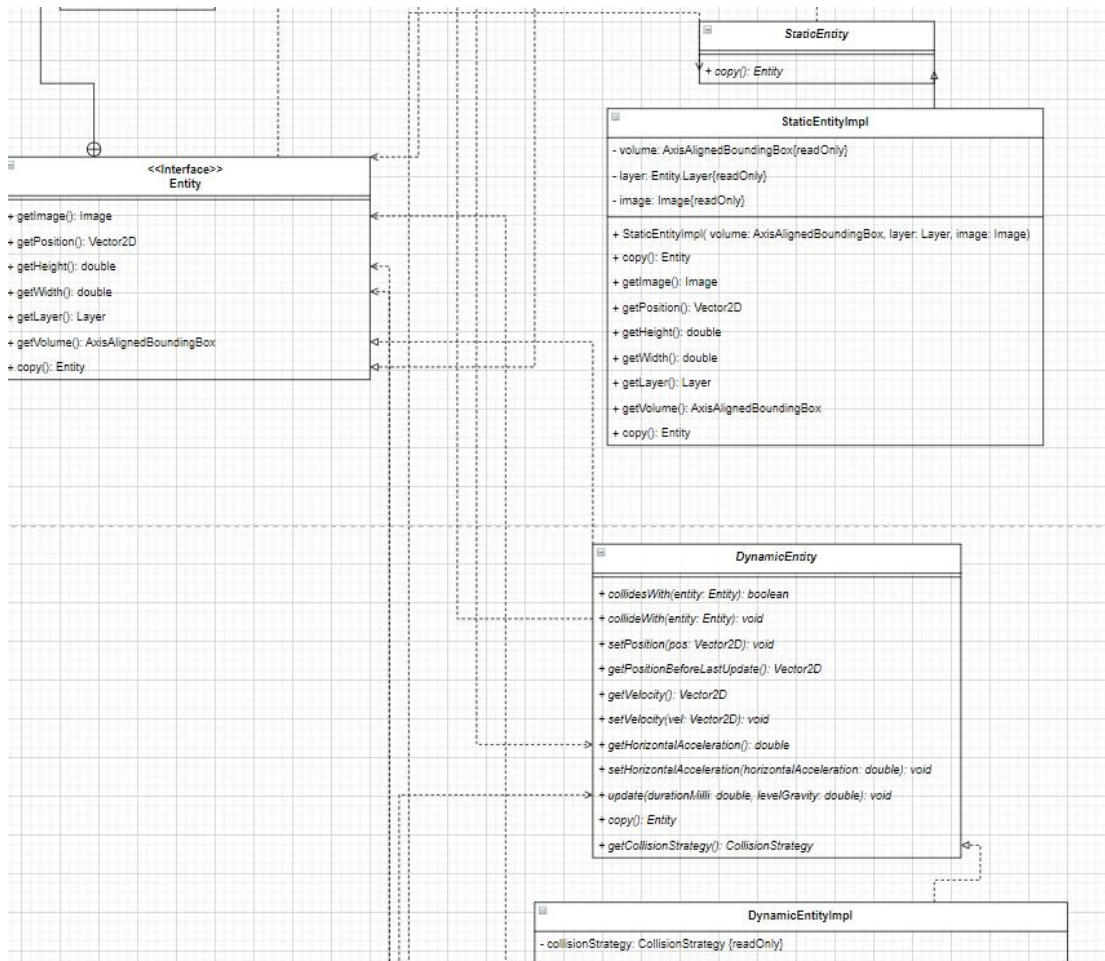 StaticEntity
+ copy(): Entity
StaticEntityImpl
- volume: AxisAlignedBoundingBox{readOnly}
- layer: Entity.Layer{readOnly}
- image: Image{readOnly}
+ StaticEntityImpl( volume: AxisAlignedBoundingBox, layer: Layer, image: Image)
+ copy(): Entity
+ getImage(): Image
+ getPosition(): Vector2D
+ getHeight(): double
+ getWidth(): double
+ getLayer(): Layer
+ getVolume(): AxisAlignedBoundingBox
+ copy(): Entity
<<Interface>>
Entity
+ getImage(): Image
+ getPosition(): Vector2D
+ getHeight(): double
+ getWidth(): double
+ getLayer(): Layer
+ getVolume(): AxisAlignedBoundingBox
+ copy(): Entity
DynamicEntity
+ collidesWith(entity: Entity): boolean
+ collideWith(entity: Entity): void
+ setPosition(pos: Vector2D): void
+ getPositionBeforeLastUpdate(): Vector2D
+ getVelocity(): Vector2D
+ setVelocity(vel: Vector2D): void
+ getHorizontalAcceleration(): double
+ setHorizontalAcceleration(horizontalAcceleration: double): void
+ update(durationMilli: double, levelGravity: double): void
+ copy(): Entity
+ getCollisionStrategy(): CollisionStrategy
DynamicEntityImpl
- collisionStrategy: CollisionStrategy {readOnly}